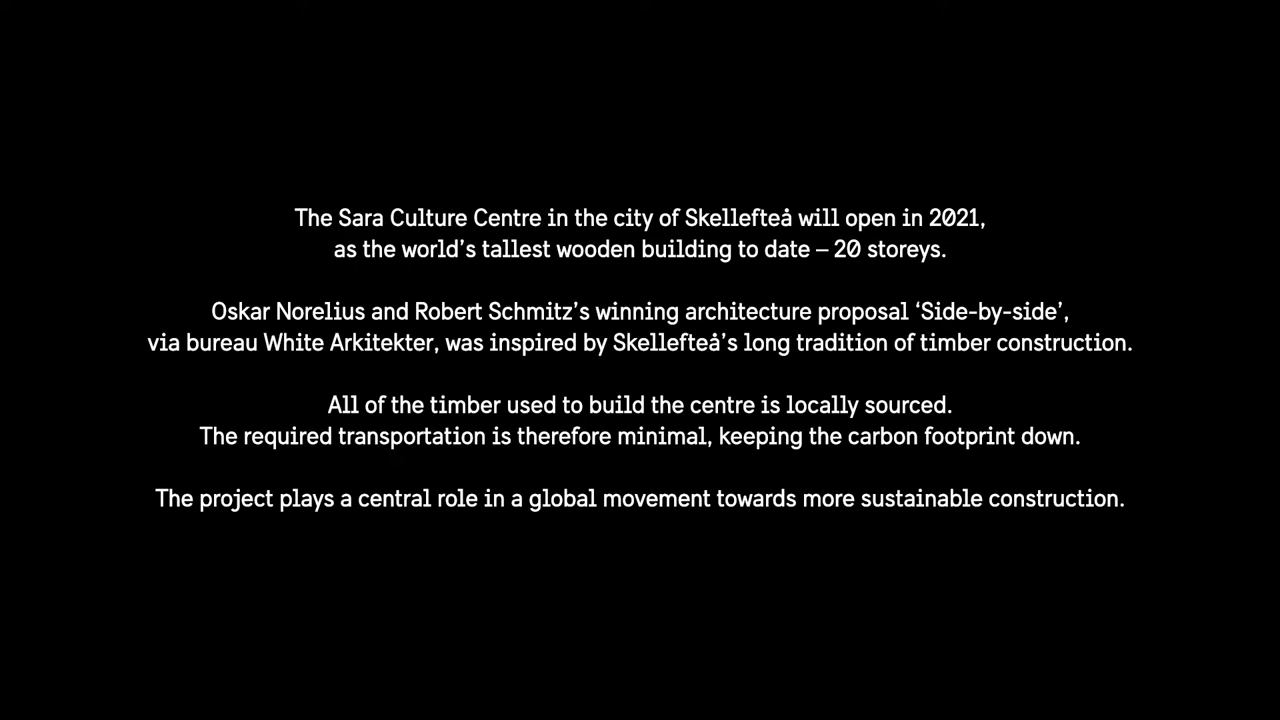 The Sara Culture Centre in the city of Skellefteå will open in 2021,
as the world’s tallest wooden building to date – 20 storeys.
Oskar Norelius and Robert Schmitz’s winning architecture proposal ‘Side-by-side’,
via bureau White Arkitekter, was inspired by Skellefteå’s long tradition of timber construction.
All of the timber used to build the centre is locally sourced.
The required transportation is therefore minimal, keeping the carbon footprint down.
The project plays a central role in a global movement towards more sustainable construction.